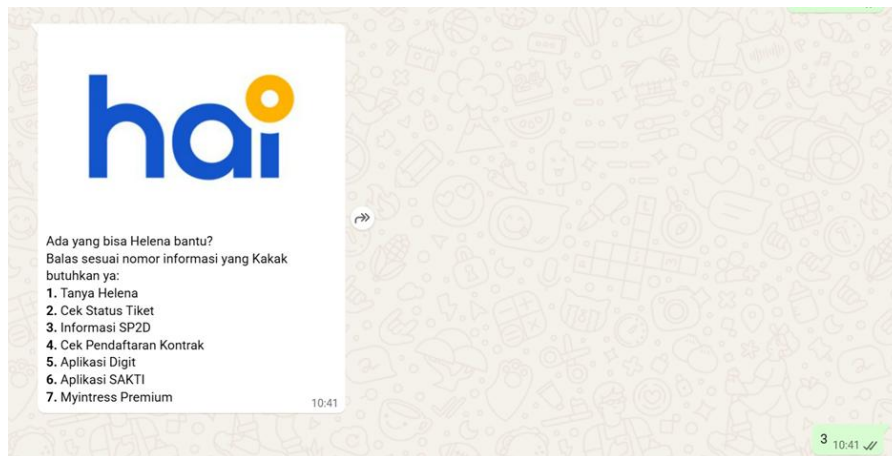 hai
Ada yang bisa Helena bantu?
Balas sesuai nomor informasi yang Kakak
butuhkan ya:
1. Tanya Helena
2. Cek Status Tiket
3. Informasi SP2D
4. Cek Pendaftaran Kontrak
5. Aplikasi Digit
6. Aplikasi SAKTI
7. Myintress Premium
10:41
3 10:41